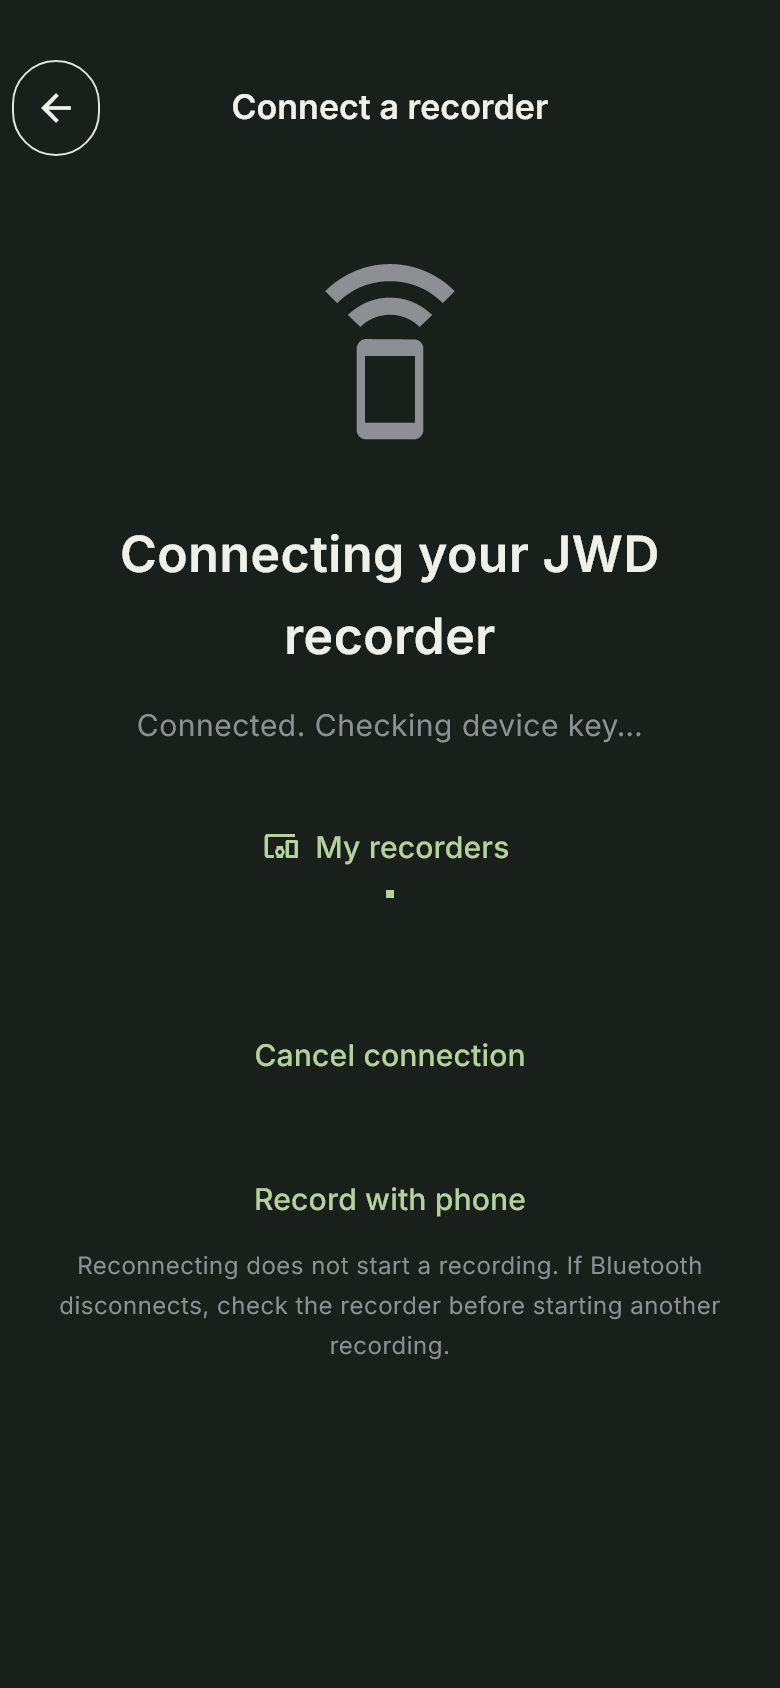 Connect a recorder
Connecting your JWD
recorder
Connected. Checking device key...
My recorders
Cancel connection
Record with phone
Reconnecting does not start a recording. If Bluetooth
disconnects, check the recorder before starting another
recording.